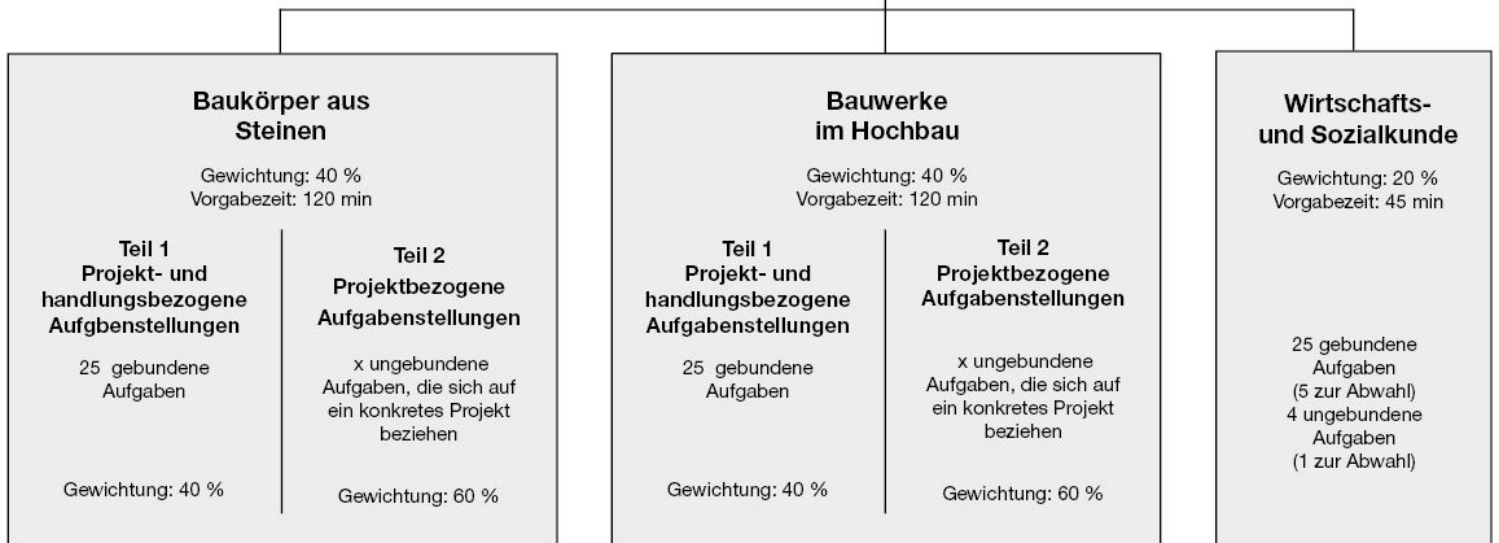 Baukörper aus
Steinen
Gewichtung: 40 %
Vorgabezeit: 120 min
Teil 1
Projekt- und
handlungsbezogene
Aufgbenstellungen
25 gebundene
Aufgaben
Gewichtung: 40 %
Teil 2
Projektbezogene
Aufgabenstellungen
x ungebundene
Aufgaben, die sich auf
ein konkretes Projekt
beziehen
Gewichtung: 60 %
Bauwerke
im Hochbau
Gewichtung: 40 %
Vorgabezeit: 120 min
Teil 1
Projekt- und
handlungsbezogene
Aufgabenstellungen
25 gebundene
Aufgaben
Gewichtung: 40 %
Teil 2
Projektbezogene
Aufgabenstellungen
x ungebundene
Aufgaben, die sich auf
ein konkretes Projekt
beziehen
Gewichtung: 60 %
Wirtschafts-
und Sozialkunde
Gewichtung: 20 %
Vorgabezeit: 45 min
25 gebundene
Aufgaben
(5 zur Abwahl)
4 ungebundene
Aufgaben
(1 zur Abwahl)